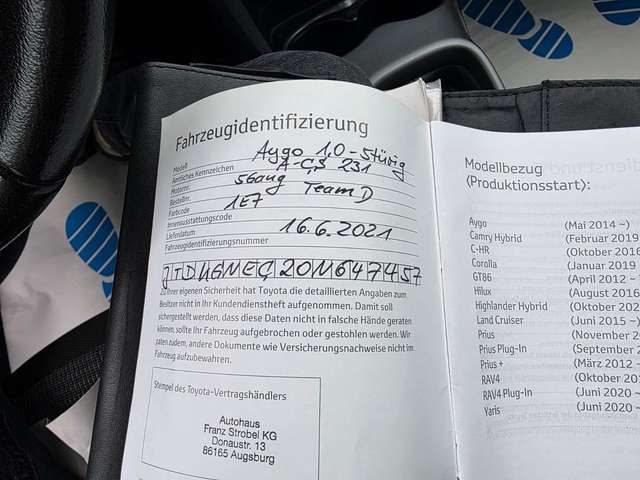 Fahrzeugidentifizierung
Modell Aygo 1.0 - 5türig
Amtliches Kennzeichen A-CS 231
Motornr. 5Gang
Bestellnr. Team D
Farbcode 1E7
Innenausstattungscode
Lieferdatum 16.6.2021
Fahrzeugidentifizierungsnummer
JTDKGNEC20N647457
Zu Ihrer eigenen Sicherheit hat Toyota die detaillierten Angaben zum
Besitzer nicht in Ihr Kundendienstheft aufgenommen. Damit soll
sichergestellt werden, dass diese Daten nicht in falsche Hände geraten
können, sollte Ihr Fahrzeug aufgebrochen oder gestohlen werden. Wir
raten zudem, andere Dokumente wie Versicherungsnachweise nicht im
Fahrzeug aufzubewahren.
Stempel des Toyota-Vertragshändlers
Autohaus
Franz Strobel KG
Donaustr. 13
86165 Augsburg
Modellbezug
(Produktionsstart):
Aygo (Mai 2014 ~)
Camry Hybrid (Februar 2019
C-HR (Oktober 2016
Corolla (Januar 2019
GT86 (April 2012 ~
Hilux (August 2016
Highlander Hybrid (Oktober 202
Land Cruiser (Juni 2015 ~)
Prius (November 2
Prius Plug-In (September
Prius + (März 2012 ~
RAV4 (Oktober 201
RAV4 Plug-In (Juni 2020 ~
Yaris (Juni 2020 ~